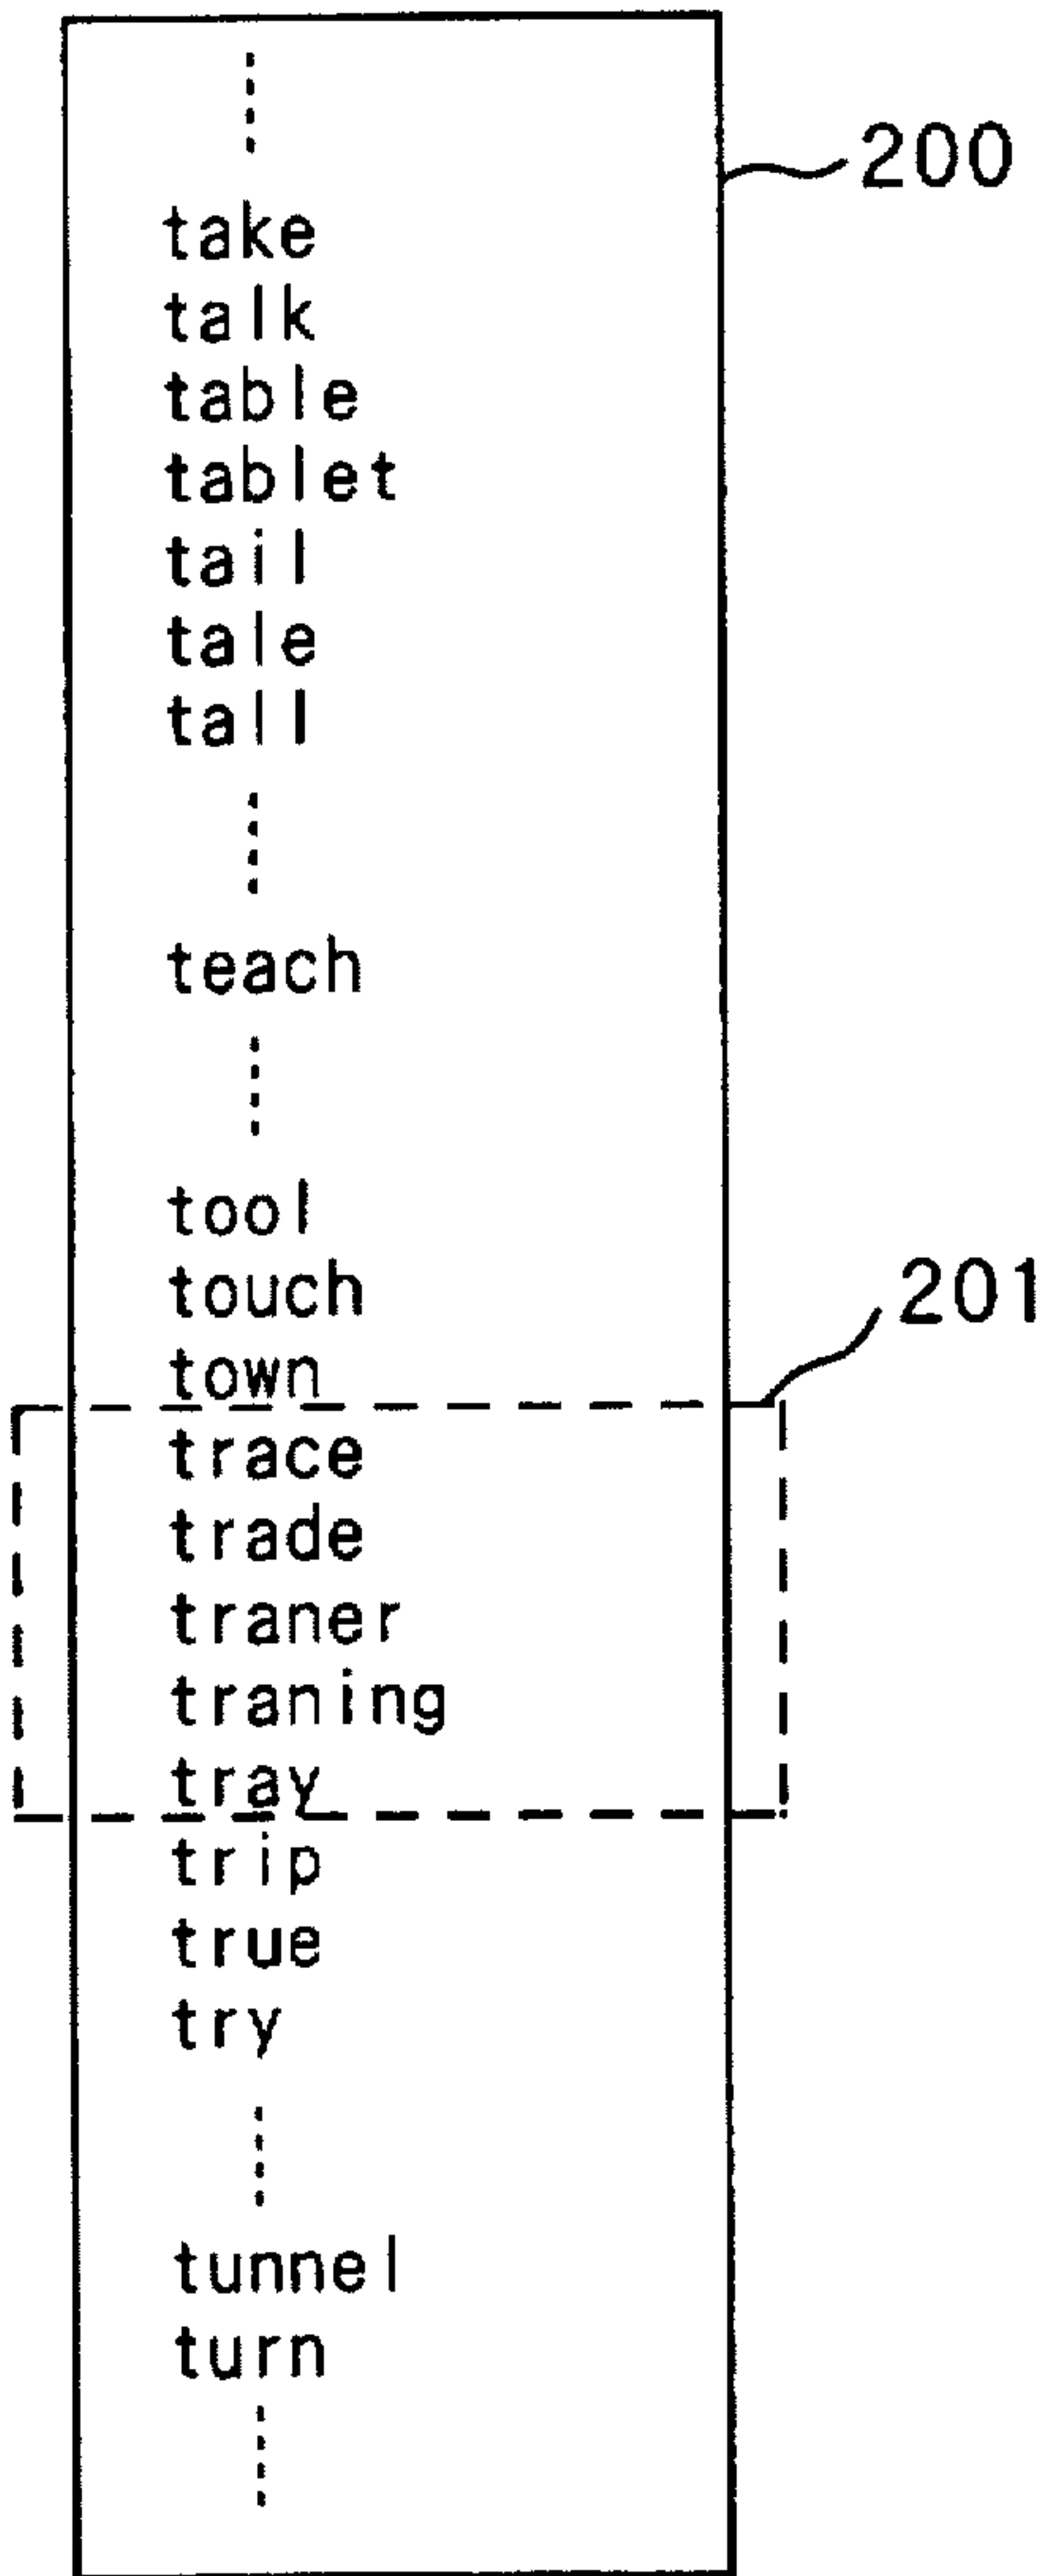 200
take
talk
table
tablet
tail
tale
tall
teach
tool
touch
201
town
trace
trade
traner
traning
tray
trip
true
try
tunnel
turn